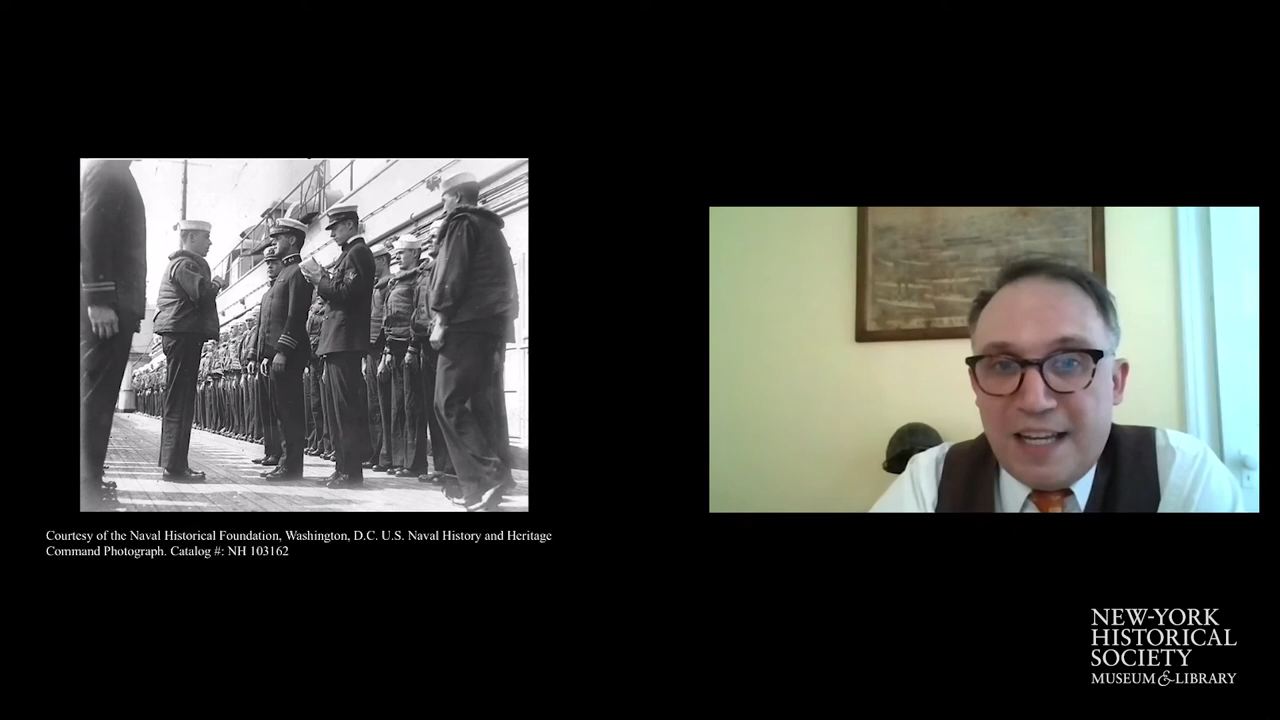 Courtesy of the Naval Historical Foundation, Washington, D.C. U.S. Naval History and Heritage
Command Photograph. Catalog #: NH 103162
NEW-YORK
HISTORICAL
SOCIETY
MUSEUM & LIBRARY